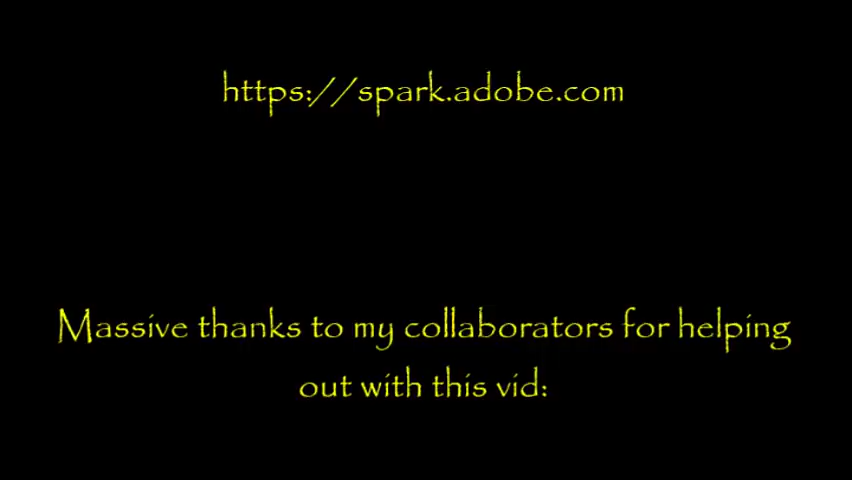 https://spark.adobe.com
Massive thanks to my collaborators for helping
out with this vid: